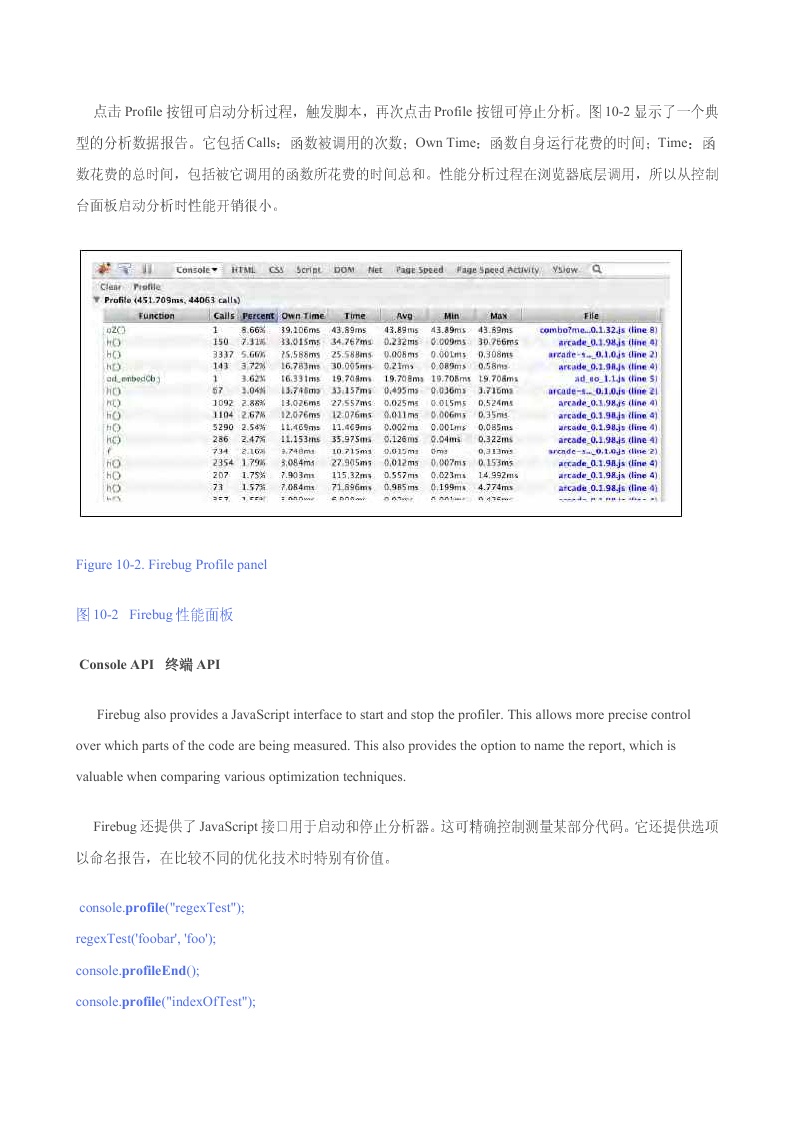 点击 Profile 按钮可启动分析过程，触发脚本，再次点击 Profile 按钮可停止分析。图 10-2 显示了一个典
型的分析数据报告。它包括 Calls：函数被调用的次数；Own Time：函数自身运行花费的时间；Time：函
数花费的总时间，包括被它调用的函数所花费的时间总和。性能分析过程在浏览器底层调用，所以从控制
台面板启动分析时性能开销很小。
Console HTML CSS Script DOM Net Page Speed Page Speed Activity YSlow
Clear Profile
Profile (451.709ms, 44063 calls)
Function Calls Percent Own Time Time Avg Min Max File
oZ() 1 8.66% 39.106ms 43.89ms 43.89ms 43.89ms 43.89ms combo?me...0.1.32.js (line 8)
h() 150 7.31% 33.015ms 34.767ms 0.232ms 0.009ms 30.766ms arcade_0.1.98.js (line 4)
h() 3337 5.66% 25.588ms 25.588ms 0.008ms 0.001ms 0.308ms arcade-s..._0.1.0.js (line 2)
h() 143 3.72% 16.783ms 30.005ms 0.21ms 0.089ms 0.58ms arcade_0.1.98.js (line 4)
ad_embedObj 1 3.62% 16.331ms 19.708ms 19.708ms 19.708ms 19.708ms ad_eo_1.1.js (line 5)
h() 67 3.04% 13.748ms 33.157ms 0.495ms 0.036ms 3.716ms arcade-s..._0.1.0.js (line 2)
h() 1092 2.88% 13.026ms 27.557ms 0.025ms 0.015ms 0.524ms arcade_0.1.98.js (line 4)
h() 1104 2.67% 12.076ms 12.076ms 0.011ms 0.006ms 0.35ms arcade_0.1.98.js (line 4)
h() 5290 2.54% 11.469ms 11.469ms 0.002ms 0.001ms 0.085ms arcade_0.1.98.js (line 4)
h() 286 2.47% 11.153ms 35.975ms 0.126ms 0.04ms 0.322ms arcade_0.1.98.js (line 4)
f 734 2.16% 9.748ms 10.715ms 0.015ms 0ms 0.313ms arcade-s..._0.1.0.js (line 2)
h() 2354 1.79% 8.084ms 27.905ms 0.012ms 0.007ms 0.153ms arcade_0.1.98.js (line 4)
h() 207 1.75% 7.903ms 115.32ms 0.557ms 0.023ms 14.992ms arcade_0.1.98.js (line 4)
h() 73 1.57% 7.084ms 71.896ms 0.985ms 0.199ms 4.774ms arcade_0.1.98.js (line 4)
Figure 10-2. Firebug Profile panel
图 10-2 Firebug 性能面板
Console API 终端 API
Firebug also provides a JavaScript interface to start and stop the profiler. This allows more precise control
over which parts of the code are being measured. This also provides the option to name the report, which is
valuable when comparing various optimization techniques.
Firebug 还提供了 JavaScript 接口用于启动和停止分析器。这可精确控制测量某部分代码。它还提供选项
以命名报告，在比较不同的优化技术时特别有价值。
console.profile("regexTest");
regexTest('foobar', 'foo');
console.profileEnd();
console.profile("indexOfTest");